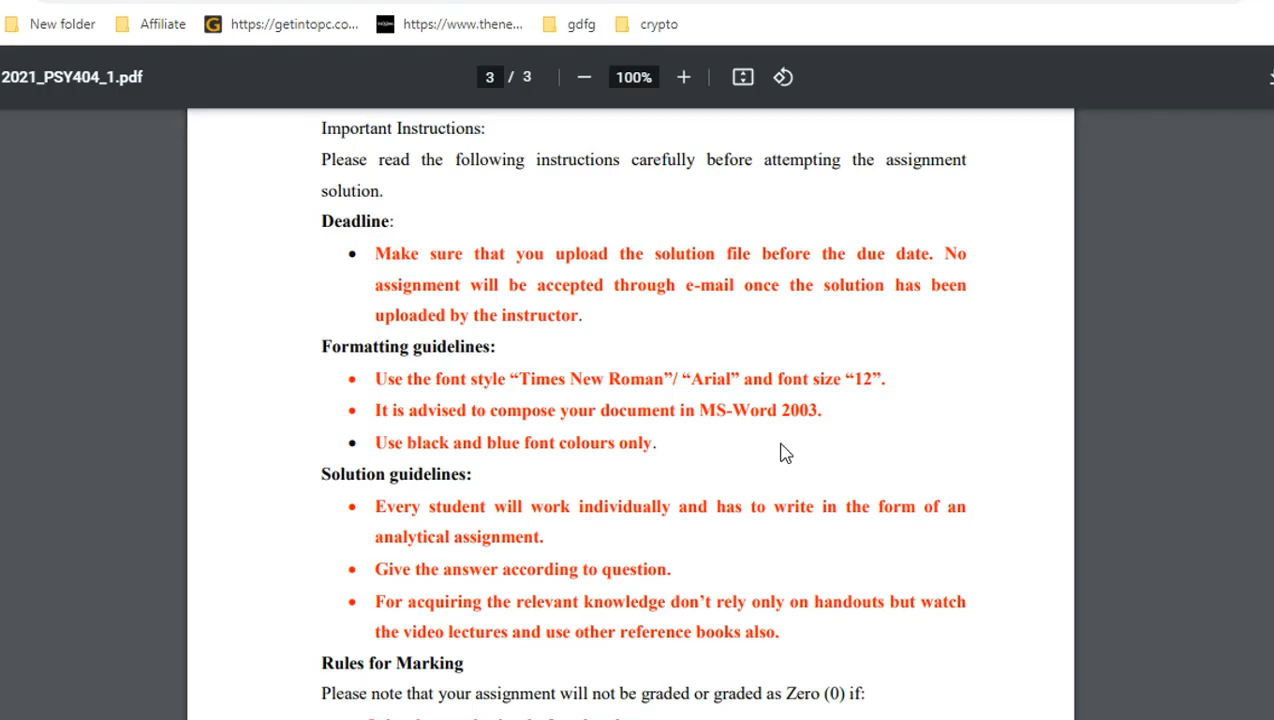 New folder Affiliate https://getintopc.co... https://www.thene... gdfg crypto
2021_PSY404_1.pdf 3 / 3 100%
Important Instructions:
Please read the following instructions carefully before attempting the assignment
solution.
Deadline:
• Make sure that you upload the solution file before the due date. No
assignment will be accepted through e-mail once the solution has been
uploaded by the instructor.
Formatting guidelines:
• Use the font style “Times New Roman”/ “Arial” and font size “12”.
• It is advised to compose your document in MS-Word 2003.
• Use black and blue font colours only.
Solution guidelines:
• Every student will work individually and has to write in the form of an
analytical assignment.
• Give the answer according to question.
• For acquiring the relevant knowledge don’t rely only on handouts but watch
the video lectures and use other reference books also.
Rules for Marking
Please note that your assignment will not be graded or graded as Zero (0) if: